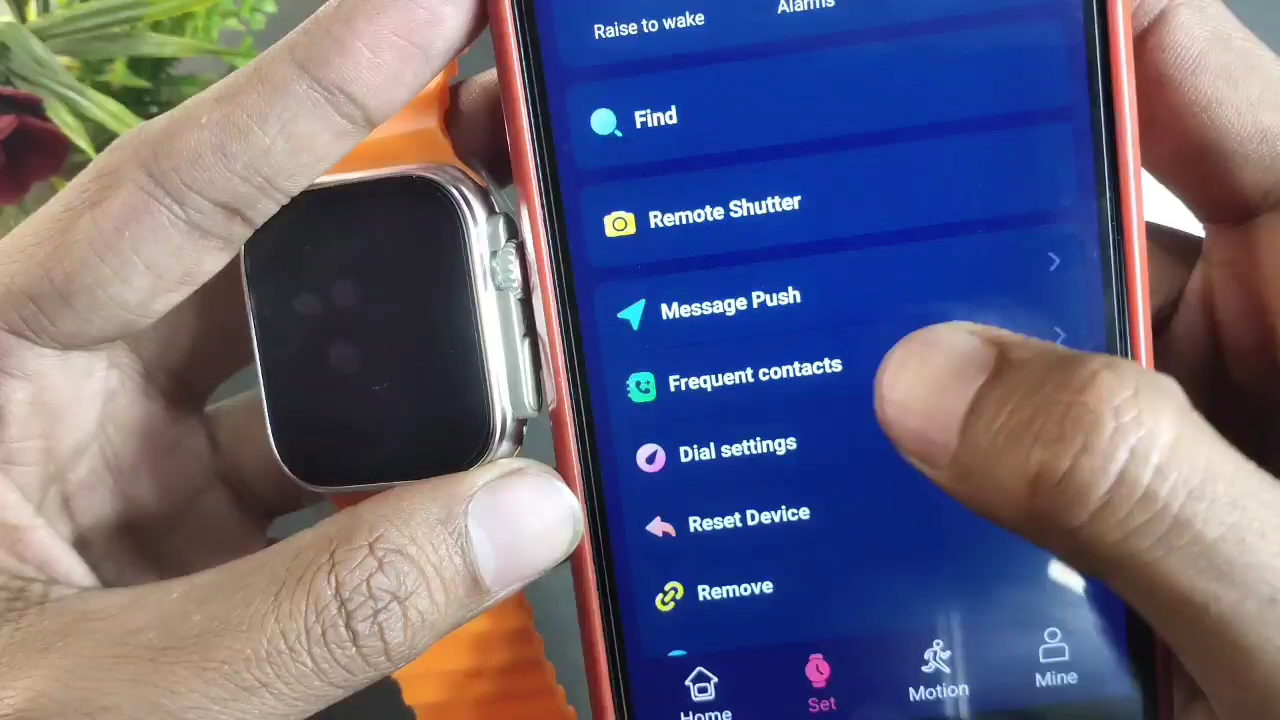 Raise to wake
Alarms
Find
Remote Shutter
Message Push
Frequent contacts
Dial settings
Reset Device
Remove
Home
Set
Motion
Mine